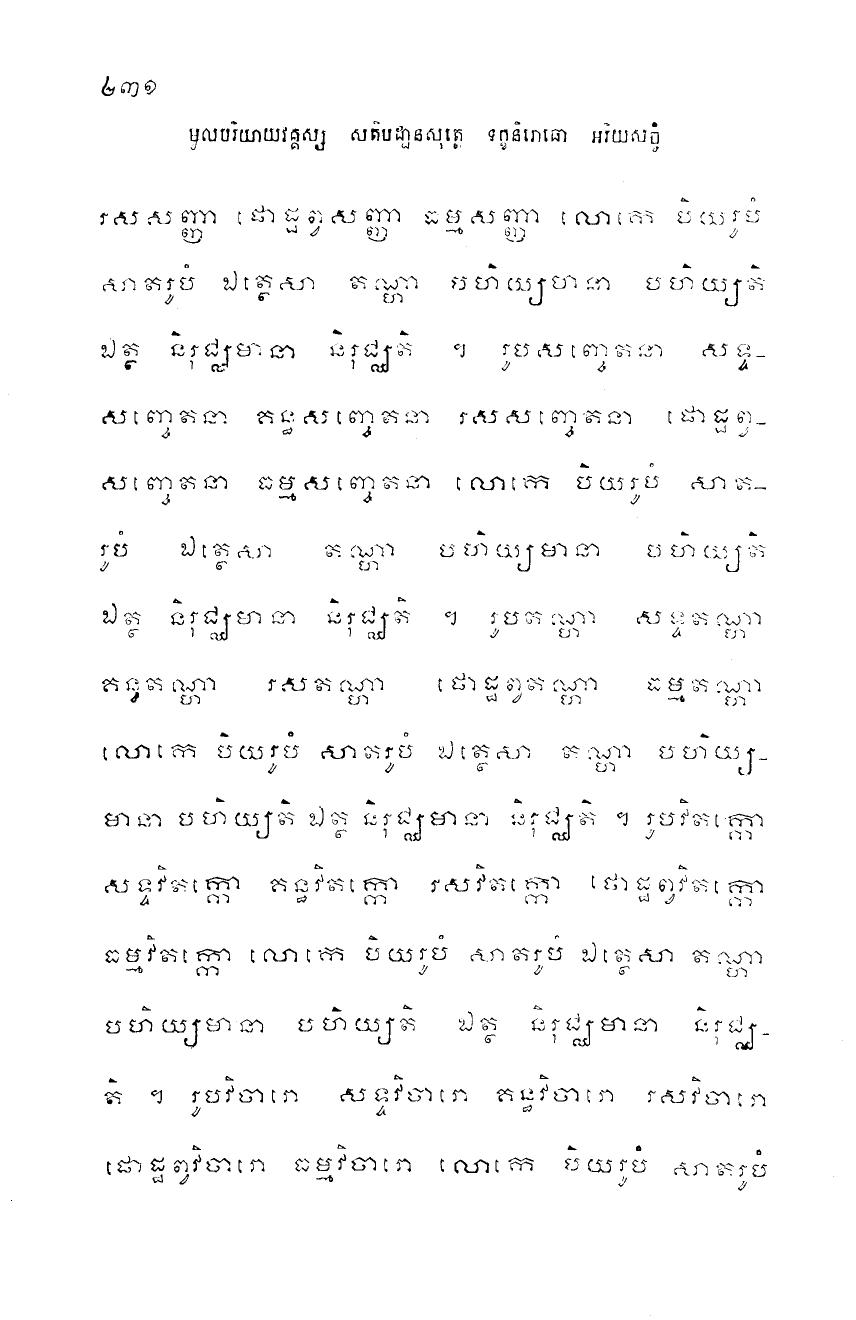 ៤៣១
មូលបរិយាយវគ្គស្ស សតិបដ្ឋានសុត្តេ ទុក្ខនិរោធោ អរិយសច្ចំ
រសសញ្ញា ផោដ្ឋព្វសញ្ញា ធម្មសញ្ញា លោកេ បិយរូបំ
សាតរូបំ ឯត្ថេសា តណ្ហា បហិយ្យមានា បហិយ្យតិ
ឯត្ថ និរុជ្ឈមានា និរុជ្ឈតិ ។ រូបសញ្ចេតនា សទ្ទ-
សញ្ចេតនា គន្ធសញ្ចេតនា រសសញ្ចេតនា ផោដ្ឋព្វ-
សញ្ចេតនា ធម្មសញ្ចេតនា លោកេ បិយរូបំ សាត-
រូបំ ឯត្ថេសា តណ្ហា បហិយ្យមានា បហិយ្យតិ
ឯត្ថ និរុជ្ឈមានា និរុជ្ឈតិ ។ រូបតណ្ហា សទ្ទតណ្ហា
គន្ធតណ្ហា រសតណ្ហា ផោដ្ឋព្វតណ្ហា ធម្មតណ្ហា
លោកេ បិយរូបំ សាតរូបំ ឯត្ថេសា តណ្ហា បហិយ្យ-
មានា បហិយ្យតិ ឯត្ថ និរុជ្ឈមានា និរុជ្ឈតិ ។ រូបវិតក្កោ
សទ្ទវិតក្កោ គន្ធវិតក្កោ រសវិតក្កោ ផោដ្ឋព្វវិតក្កោ
ធម្មវិតក្កោ លោកេ បិយរូបំ សាតរូបំ ឯត្ថេសា តណ្ហា
បហិយ្យមានា បហិយ្យតិ ឯត្ថ និរុជ្ឈមានា និរុជ្ឈ-
តិ ។ រូបវិចារោ សទ្ទវិចារោ គន្ធវិចារោ រសវិចារោ
ផោដ្ឋព្វវិចារោ ធម្មវិចារោ លោកេ បិយរូបំ សាតរូបំ